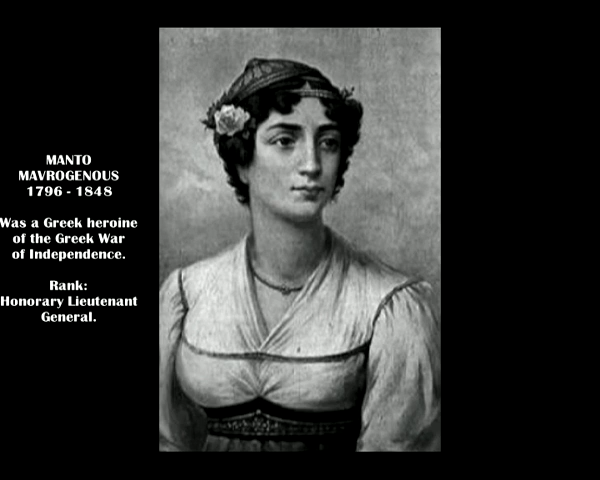 MANTO
MAVROGENOUS
1796 - 1848
Was a Greek heroine
of the Greek War
of Independence.
Rank:
Honorary Lieutenant
General.